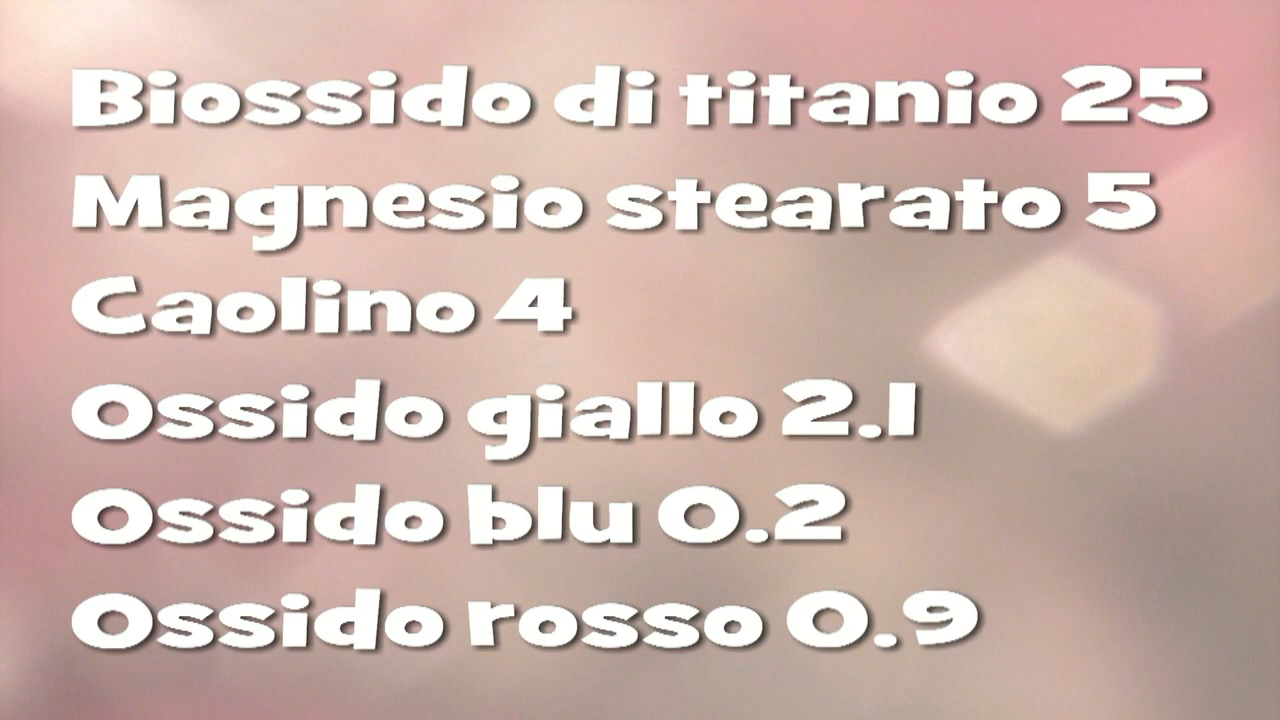 Biossido di titanio 25
Magnesio stearato 5
Caolino 4
Ossido giallo 2.1
Ossido blu 0.2
Ossido rosso 0.9